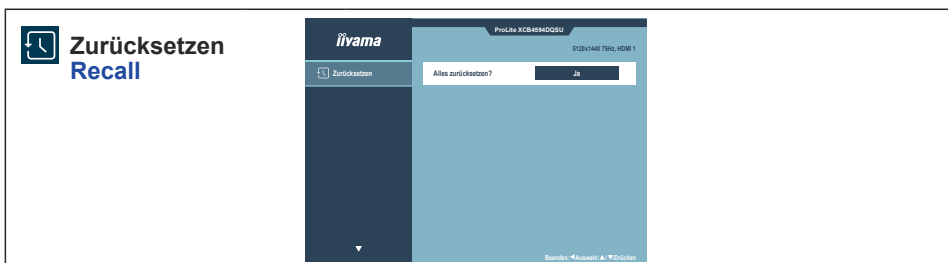 Zurücksetzen
Recall
iiyama
ProLite XCB4594DQSU
5120x1440 75Hz, HDMI 1
Zurücksetzen
Alles zurücksetzen?
Ja
Beenden:◀Auswahl:▲/▼/Drücken